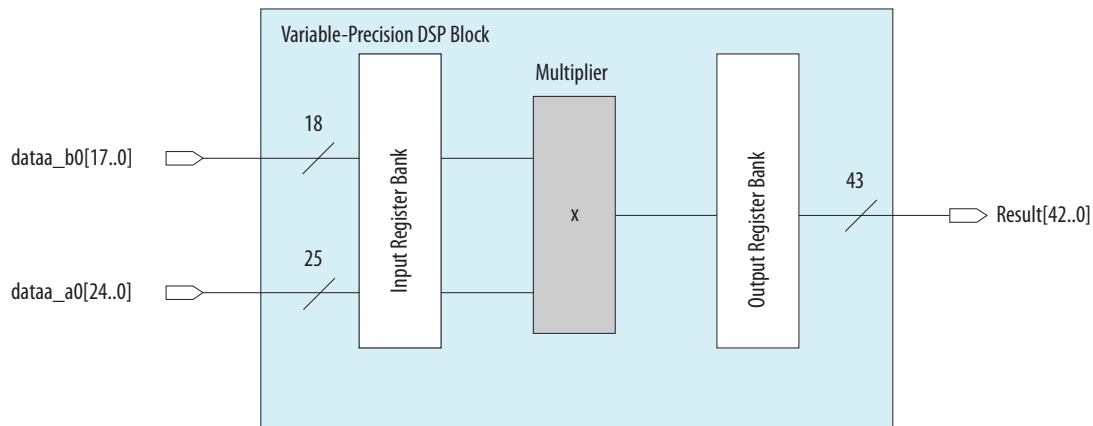 Variable-Precision DSP Block
Multiplier
18
dataa_b0[17..0]
Input Register Bank
x
Output Register Bank
43
Result[42..0]
25
dataa_a0[24..0]